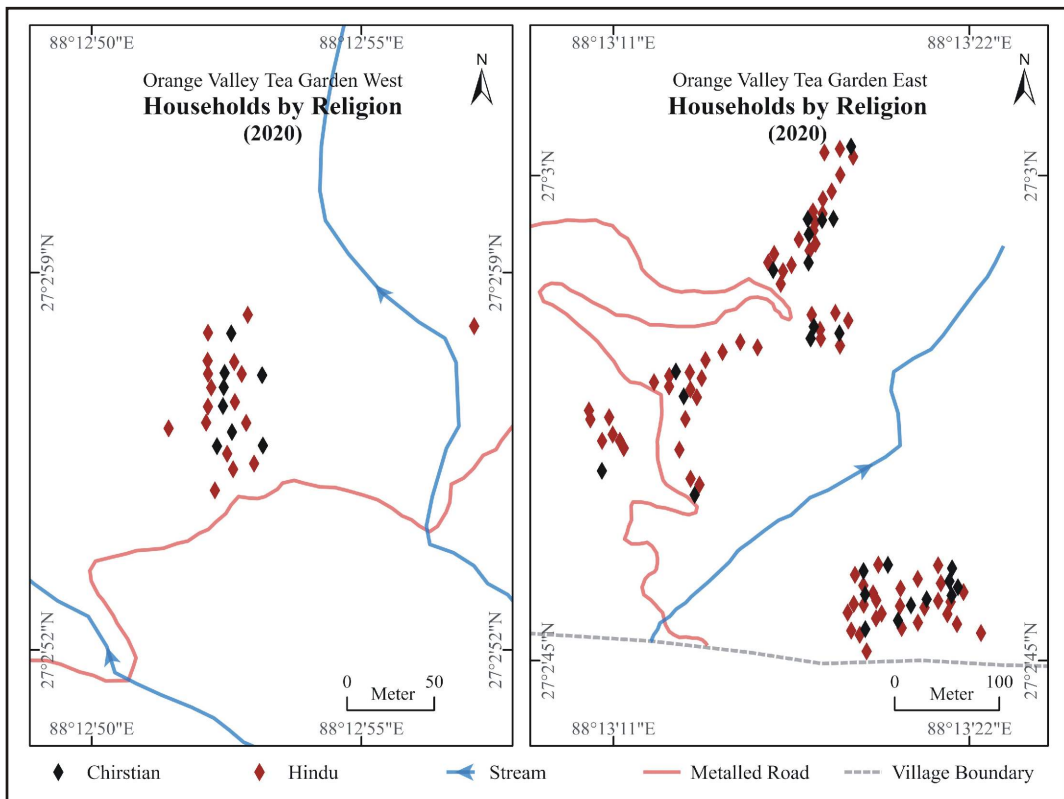 88°12'50"E
88°12'55"E
Orange Valley Tea Garden West
Households by Religion
(2020)
N
27°2'59"N
27°2'59"N
27°2'52"N
27°2'52"N
0
50
Meter
88°12'50"E
88°12'55"E
88°13'11"E
88°13'22"E
Orange Valley Tea Garden East
Households by Religion
(2020)
N
27°3'N
27°3'N
27°2'45"N
27°2'45"N
0
100
Meter
88°13'11"E
88°13'22"E
Chirstian
Hindu
Stream
Metalled Road
Village Boundary